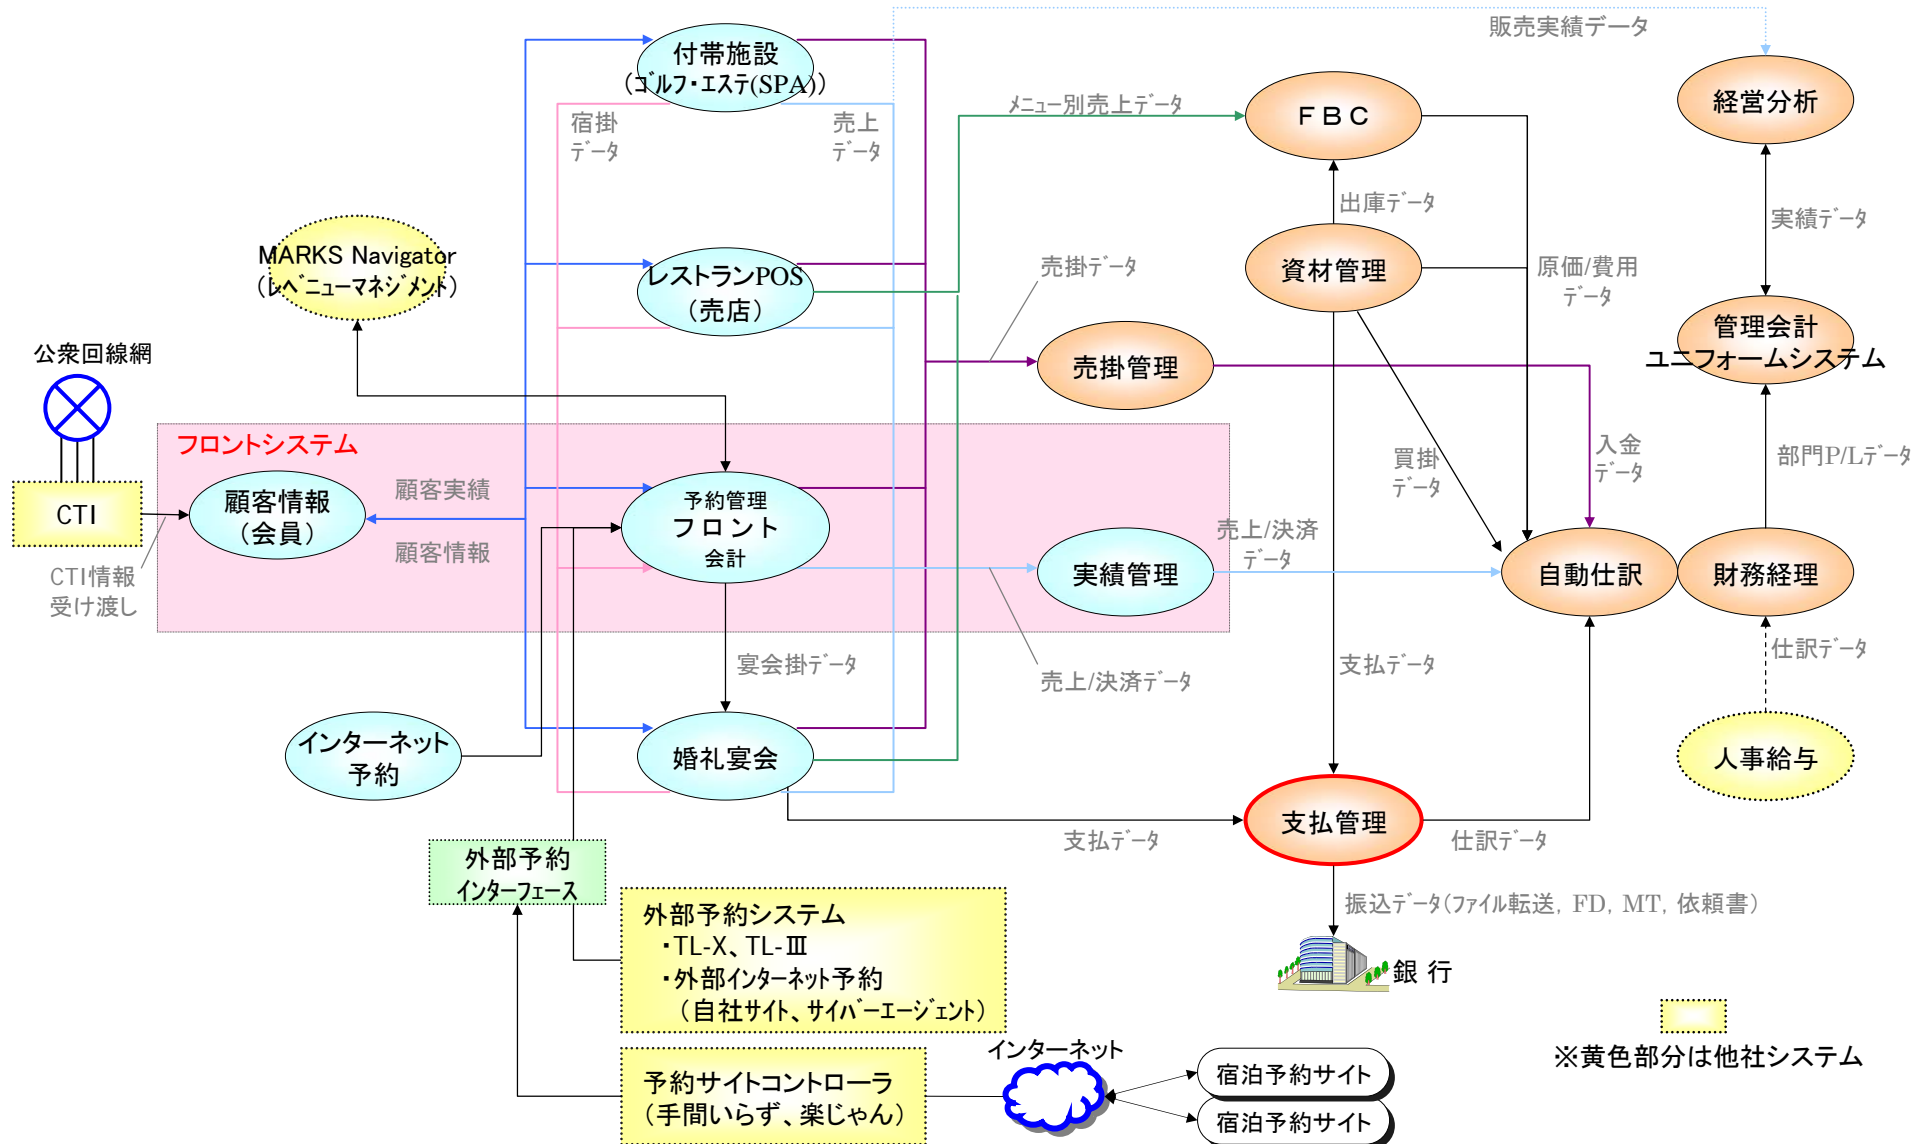 販売実績データ
付帯施設
（ゴルフ・エステ(SPA)）
経営分析
メニュー別売上データ
ＦＢＣ
宿掛
データ
売上
データ
出庫データ
実績データ
MARKS Navigator
（レベニューマネジメント）
レストランPOS
（売店）
売掛データ
資材管理
原価/費用
データ
管理会計
ユニフォームシステム
公衆回線網
売掛管理
フロントシステム
入金
データ
買掛
データ
部門P/Lデータ
CTI
顧客情報
（会員）
顧客実績
顧客情報
予約管理
フロント
会計
売上/決済
データ
実績管理
自動仕訳
財務経理
CTI情報
受け渡し
宴会掛データ
売上/決済データ
支払データ
仕訳データ
インターネット
予約
婚礼宴会
人事給与
支払データ
支払管理
仕訳データ
外部予約
インターフェース
外部予約システム
・TL-X、TL-Ⅲ
・外部インターネット予約
（自社サイト、サイバーエージェント）
振込データ（ファイル転送, FD, MT, 依頼書）
銀 行
予約サイトコントローラ
（手間いらず、楽じゃん）
インターネット
宿泊予約サイト
宿泊予約サイト
※黄色部分は他社システム